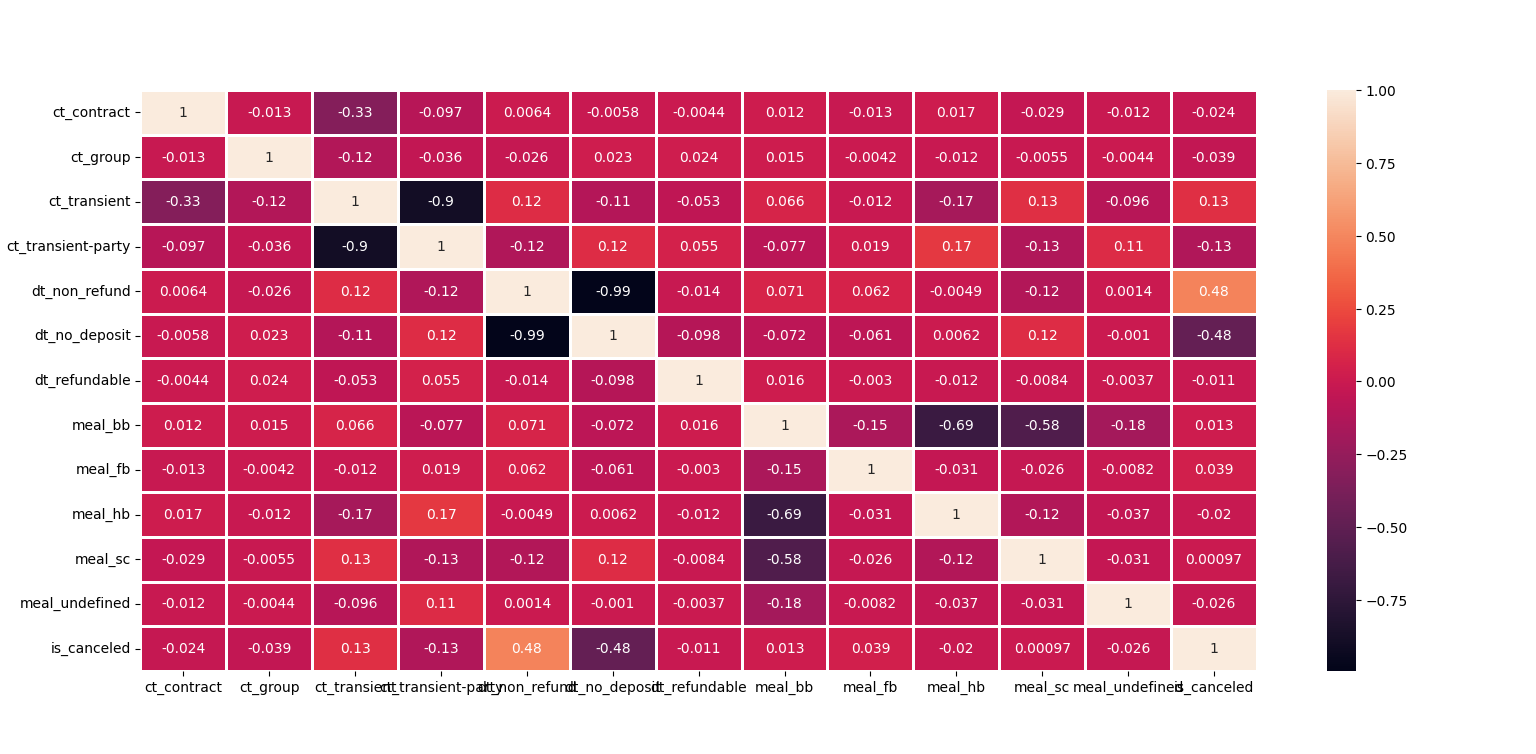 ct_contract 1 -0.013 -0.33 -0.097 0.0064 -0.0058 -0.0044 0.012 -0.013 0.017 -0.029 -0.012 -0.024
ct_group -0.013 1 -0.12 -0.036 -0.026 0.023 0.024 0.015 -0.0042 -0.012 -0.0055 -0.0044 -0.039
ct_transient -0.33 -0.12 1 -0.9 0.12 -0.11 -0.053 0.066 -0.012 -0.17 0.13 -0.096 0.13
ct_transient-party -0.097 -0.036 -0.9 1 -0.12 0.12 0.055 -0.077 0.019 0.17 -0.13 0.11 -0.13
dt_non_refund 0.0064 -0.026 0.12 -0.12 1 -0.99 -0.014 0.071 0.062 -0.0049 -0.12 0.0014 0.48
dt_no_deposit -0.0058 0.023 -0.11 0.12 -0.99 1 -0.098 -0.072 -0.061 0.0062 0.12 -0.001 -0.48
dt_refundable -0.0044 0.024 -0.053 0.055 -0.014 -0.098 1 0.016 -0.003 -0.012 -0.0084 -0.0037 -0.011
meal_bb 0.012 0.015 0.066 -0.077 0.071 -0.072 0.016 1 -0.15 -0.69 -0.58 -0.18 0.013
meal_fb -0.013 -0.0042 -0.012 0.019 0.062 -0.061 -0.003 -0.15 1 -0.031 -0.026 -0.0082 0.039
meal_hb 0.017 -0.012 -0.17 0.17 -0.0049 0.0062 -0.012 -0.69 -0.031 1 -0.12 -0.037 -0.02
meal_sc -0.029 -0.0055 0.13 -0.13 -0.12 0.12 -0.0084 -0.58 -0.026 -0.12 1 -0.031 0.00097
meal_undefined -0.012 -0.0044 -0.096 0.11 0.0014 -0.001 -0.0037 -0.18 -0.0082 -0.037 -0.031 1 -0.026
is_canceled -0.024 -0.039 0.13 -0.13 0.48 -0.48 -0.011 0.013 0.039 -0.02 0.00097 -0.026 1
ct_contract ct_group ct_transient ct_transient-party dt_non_refund dt_no_deposit dt_refundable meal_bb meal_fb meal_hb meal_sc meal_undefined is_canceled
1.00
0.75
0.50
0.25
0.00
−0.25
−0.50
−0.75